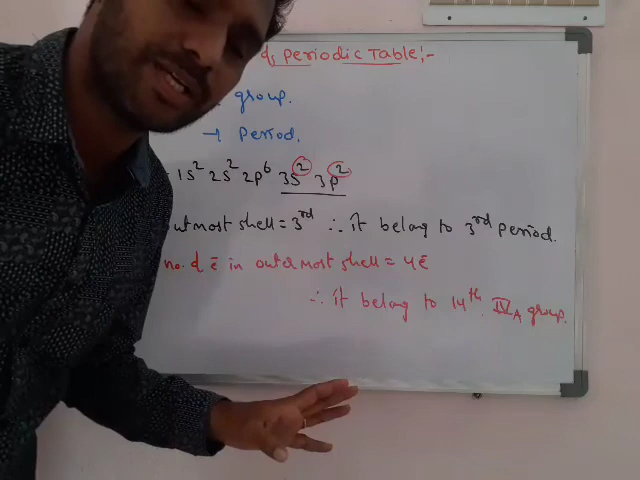 of Periodic Table:-
group.
→ Period.
1s² 2s² 2p⁶ 3s² 3p²
utmost shell = 3rd ∴ it belong to 3rd period.
no. of ē in outermost shell = 4ē
∴ it belong to 14th. IVA group.